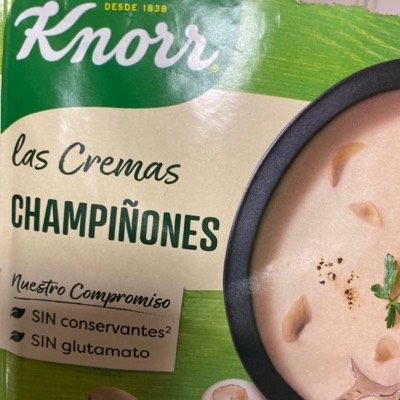 DESDE 1838
Knorr®
las Cremas
CHAMPIÑONES
Nuestro Compromiso
SIN conservantes²
SIN glutamato